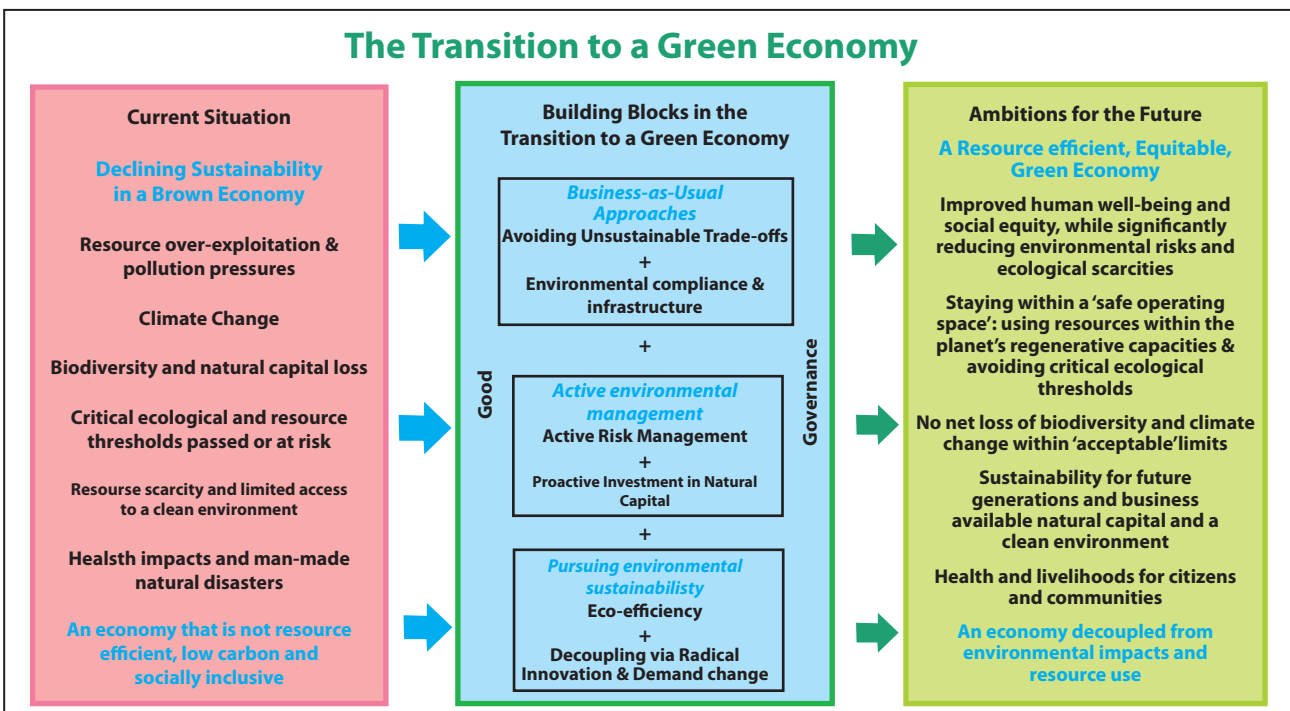 The Transition to a Green Economy
Current Situation
Declining Sustainability
in a Brown Economy
Resource over-exploitation &
pollution pressures
Climate Change
Biodiversity and natural capital loss
Critical ecological and resource
thresholds passed or at risk
Resourse scarcity and limited access
to a clean environment
Healsth impacts and man-made
natural disasters
An economy that is not resource
efficient, low carbon and
socially inclusive
Building Blocks in the
Transition to a Green Economy
Business-as-Usual
Approaches
Avoiding Unsustainable Trade-offs
+
Environmental compliance &
infrastructure
+
Good
Governance
Active environmental
management
Active Risk Management
+
Proactive Investment in Natural
Capital
+
Pursuing environmental
sustainabilisty
Eco-efficiency
+
Decoupling via Radical
Innovation & Demand change
Ambitions for the Future
A Resource efficient, Equitable,
Green Economy
Improved human well-being and
social equity, while significantly
reducing environmental risks and
ecological scarcities
Staying within a ‘safe operating
space’: using resources within the
planet’s regenerative capacities &
avoiding critical ecological
thresholds
No net loss of biodiversity and climate
change within ‘acceptable’limits
Sustainability for future
generations and business
available natural capital and a
clean environment
Health and livelihoods for citizens
and communities
An economy decoupled from
environmental impacts and
resource use